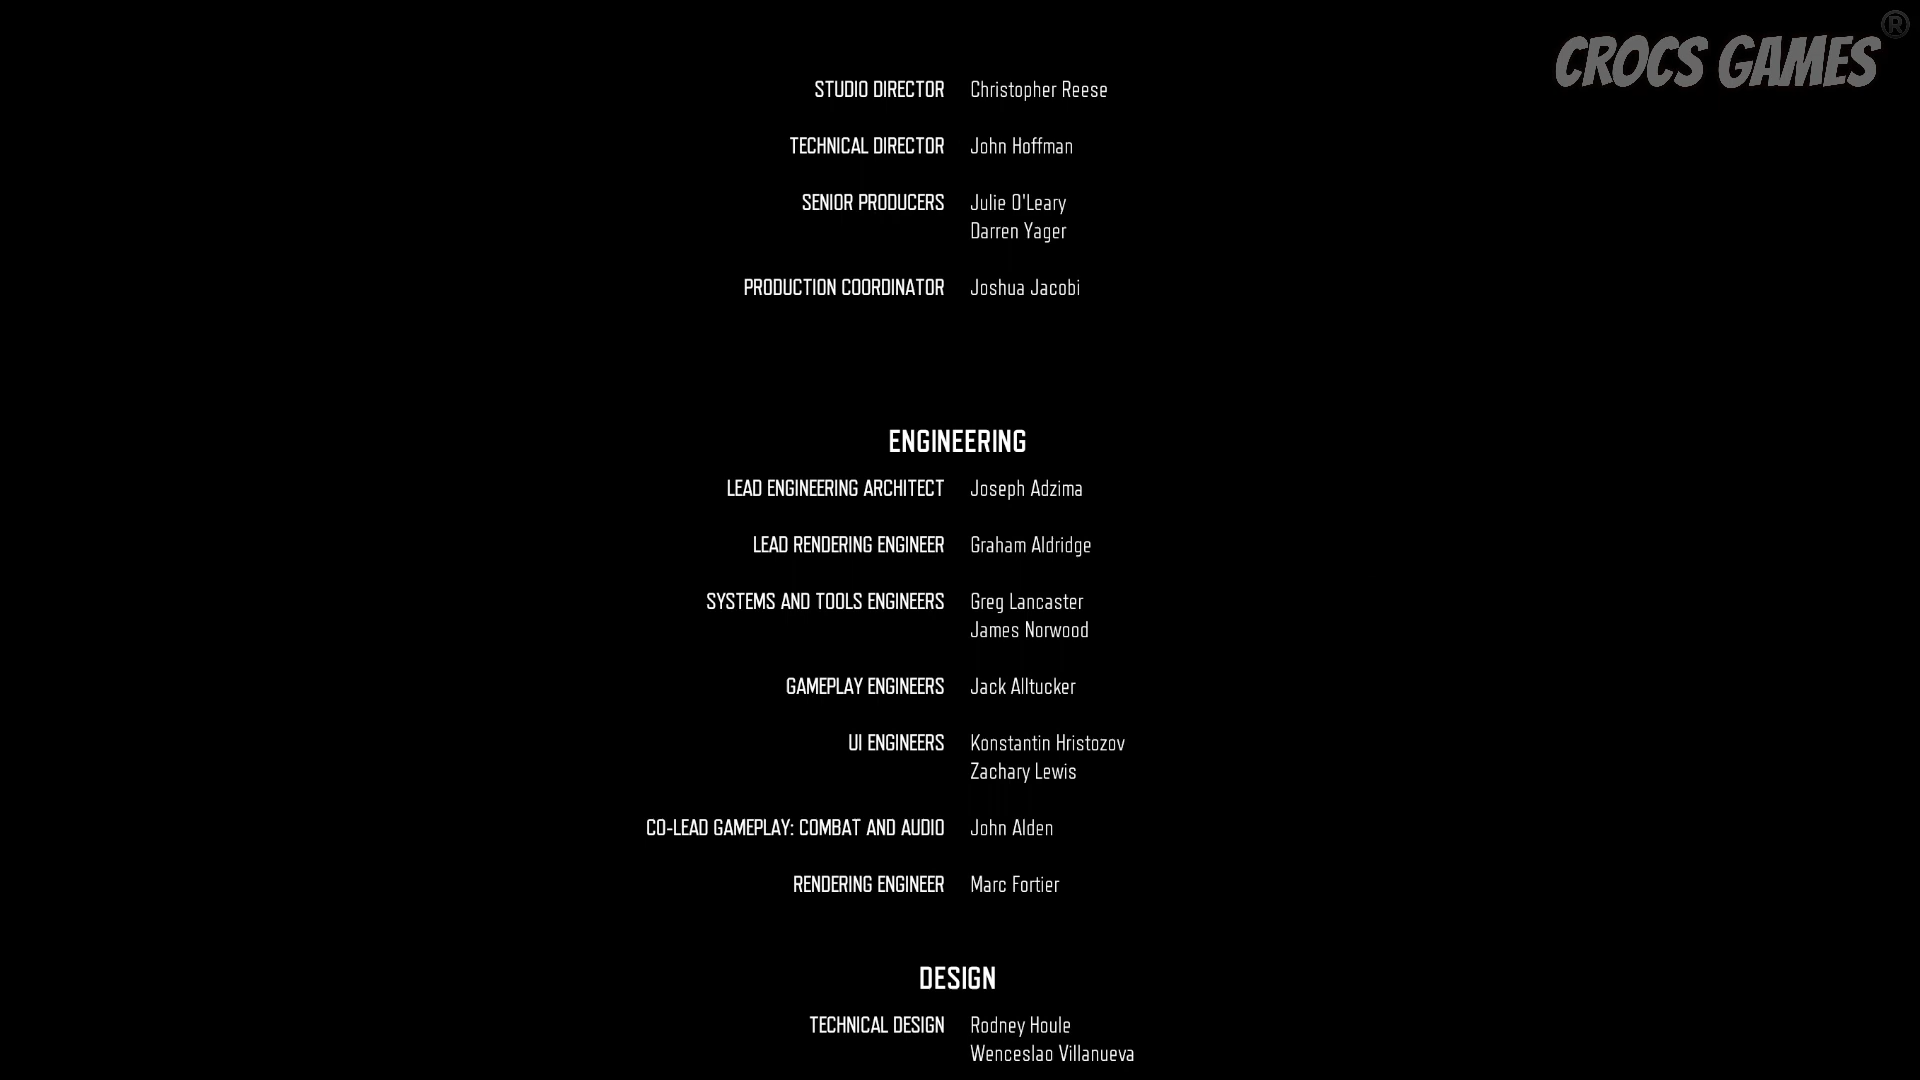 CROCS GAMES®
STUDIO DIRECTOR Christopher Reese
TECHNICAL DIRECTOR John Hoffman
SENIOR PRODUCERS Julie O'Leary
Darren Yager
PRODUCTION COORDINATOR Joshua Jacobi
ENGINEERING
LEAD ENGINEERING ARCHITECT Joseph Adzima
LEAD RENDERING ENGINEER Graham Aldridge
SYSTEMS AND TOOLS ENGINEERS Greg Lancaster
James Norwood
GAMEPLAY ENGINEERS Jack Alltucker
UI ENGINEERS Konstantin Hristozov
Zachary Lewis
CO-LEAD GAMEPLAY: COMBAT AND AUDIO John Alden
RENDERING ENGINEER Marc Fortier
DESIGN
TECHNICAL DESIGN Rodney Houle
Wenceslao Villanueva